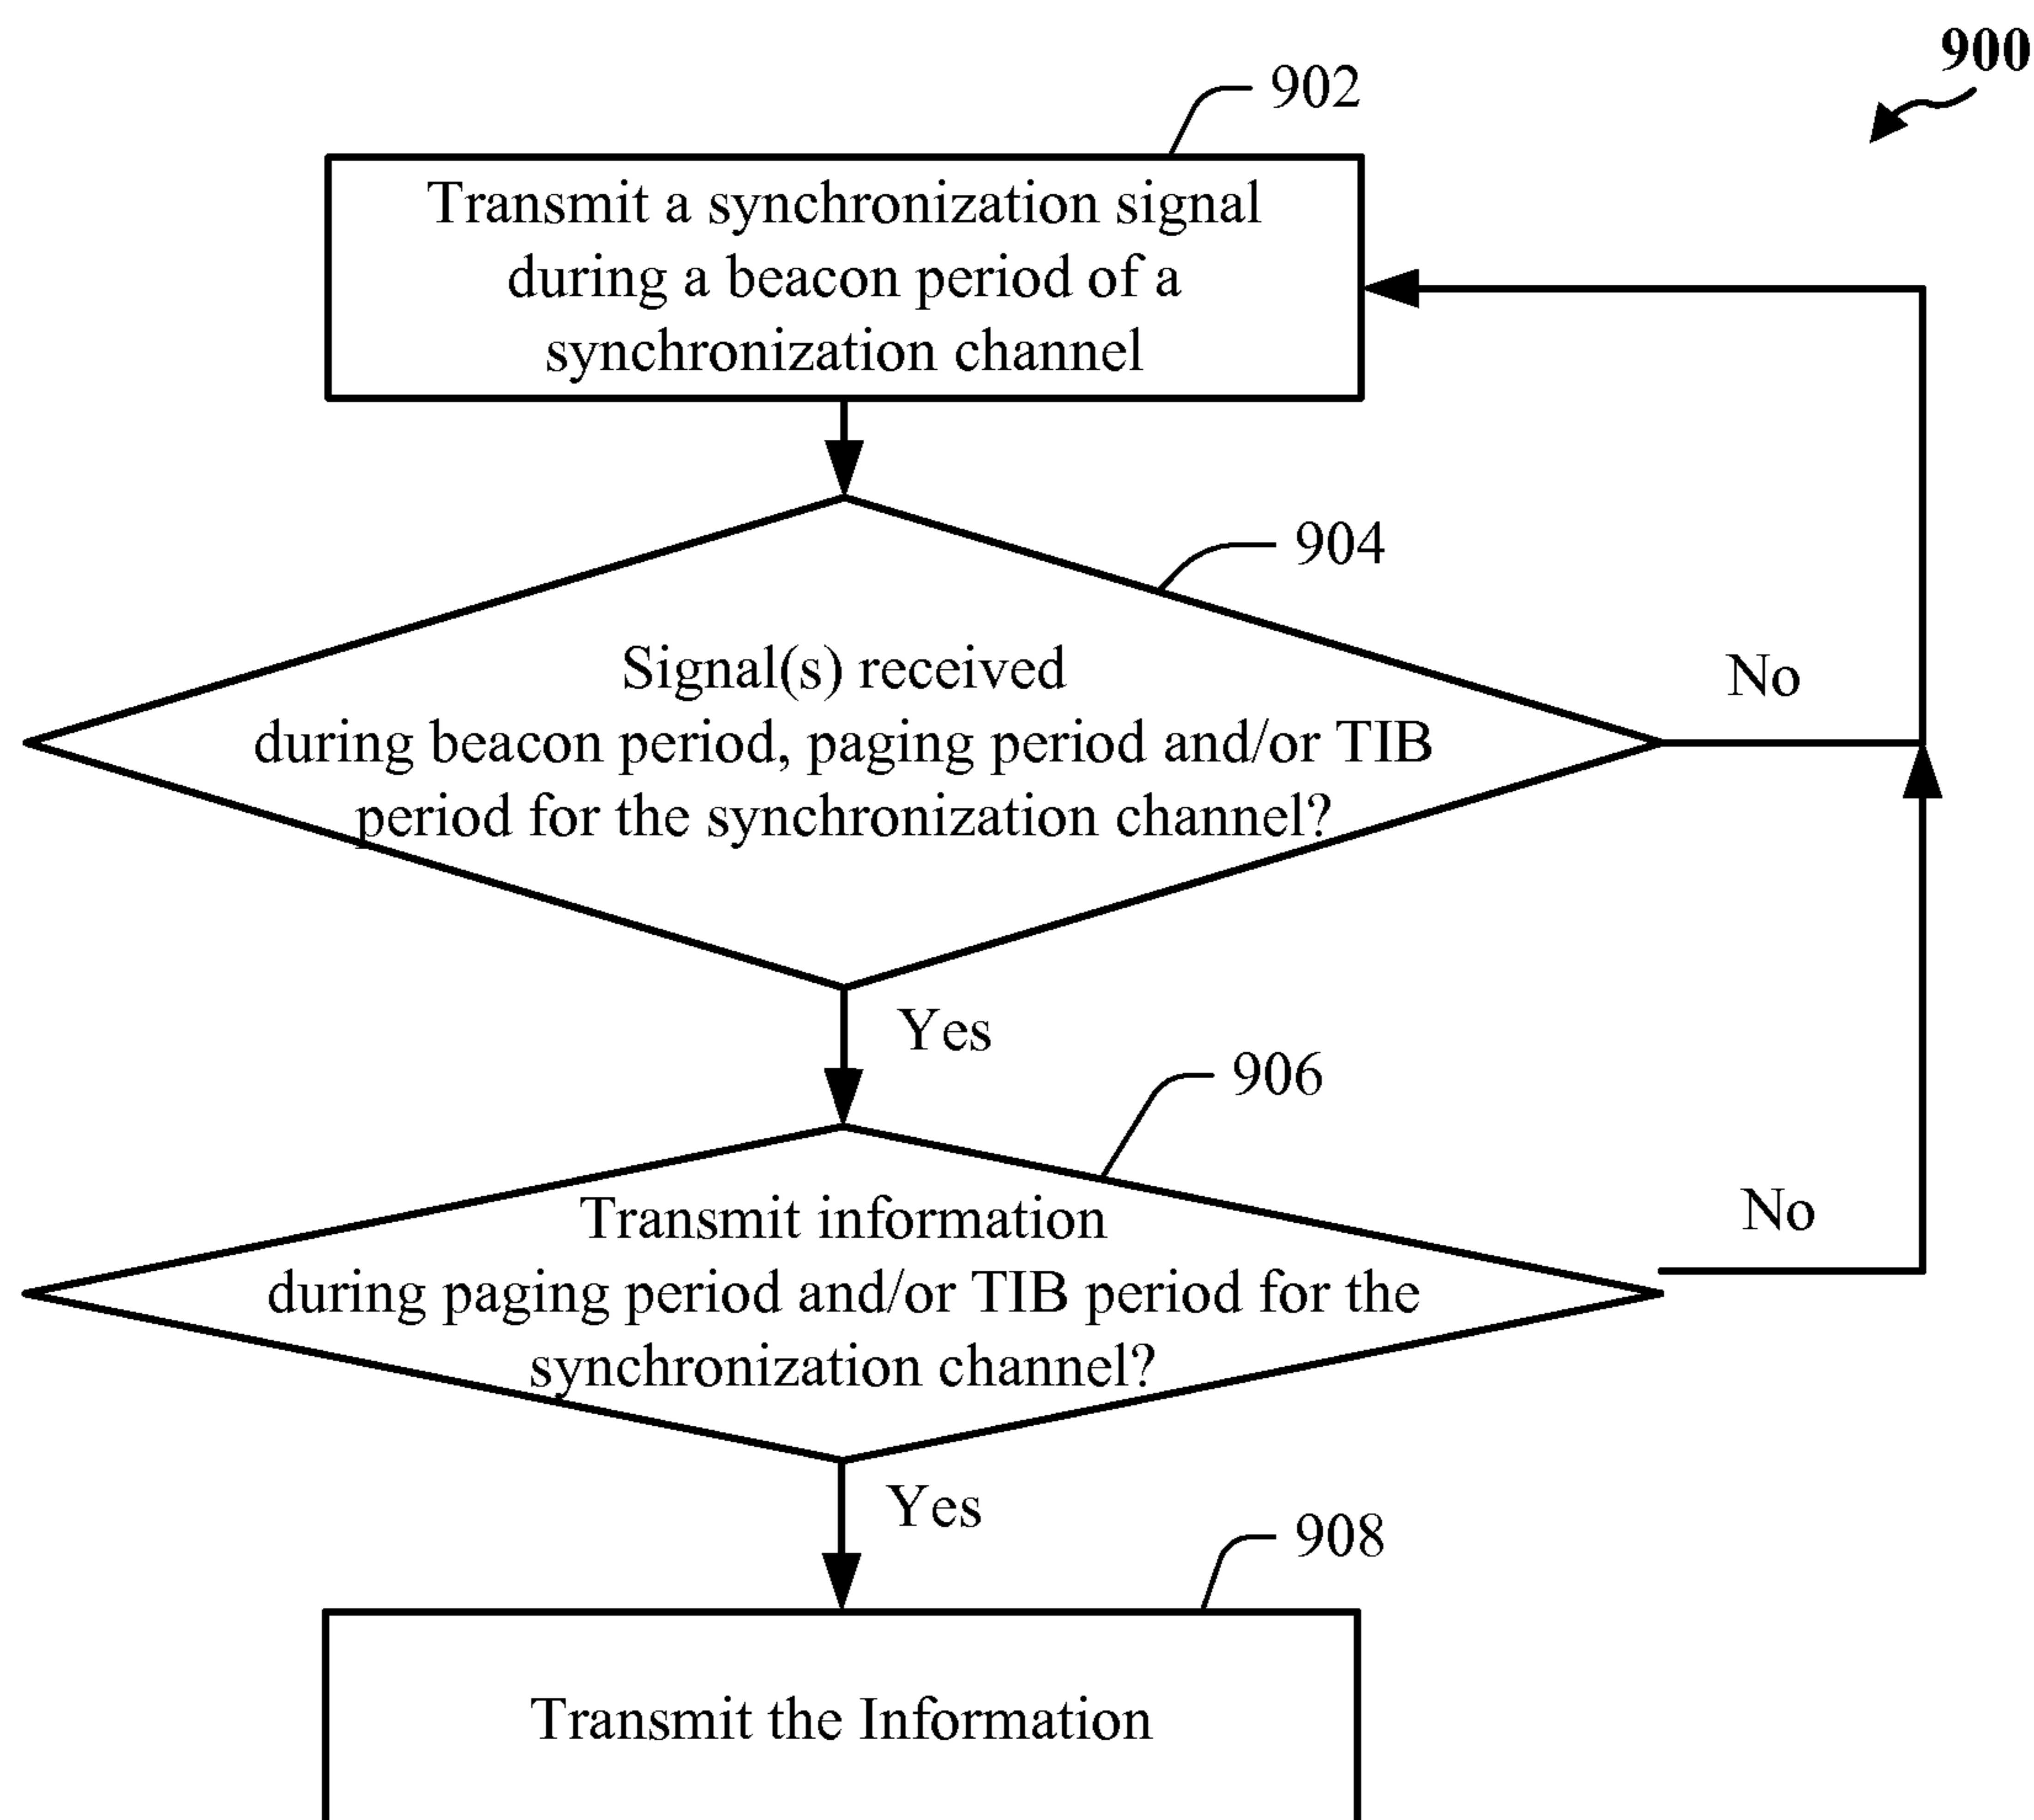 900
902
Transmit a synchronization signal
during a beacon period of a
synchronization channel
904
Signal(s) received
during beacon period, paging period and/or TIB
period for the synchronization channel?
No
Yes
906
Transmit information
during paging period and/or TIB period for the
synchronization channel?
No
Yes
908
Transmit the Information